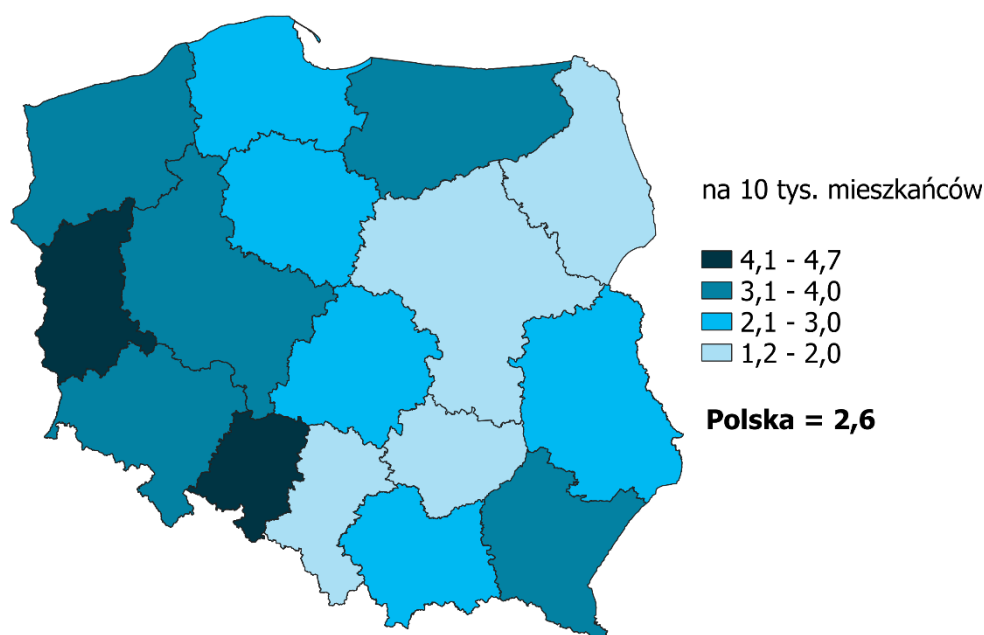 na 10 tys. mieszkańców
4,1 - 4,7
3,1 - 4,0
2,1 - 3,0
1,2 - 2,0
Polska = 2,6